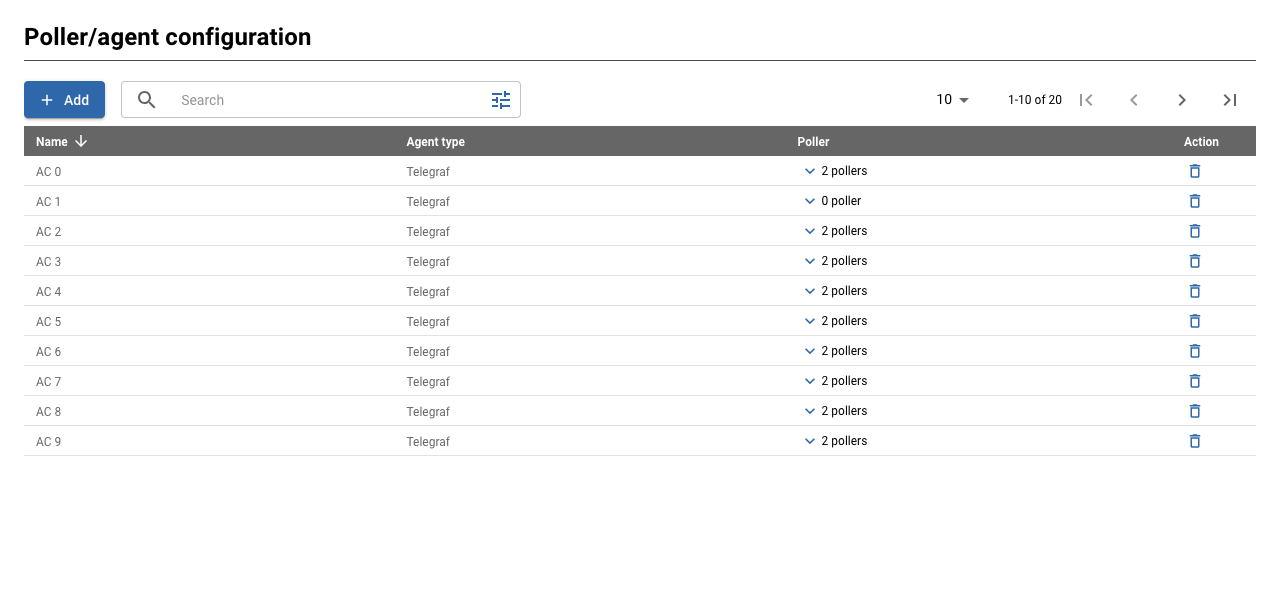 Poller/agent configuration
Add Search 10 1-10 of 20
Name Agent type Poller Action
AC 0 Telegraf 2 pollers
AC 1 Telegraf 0 poller
AC 2 Telegraf 2 pollers
AC 3 Telegraf 2 pollers
AC 4 Telegraf 2 pollers
AC 5 Telegraf 2 pollers
AC 6 Telegraf 2 pollers
AC 7 Telegraf 2 pollers
AC 8 Telegraf 2 pollers
AC 9 Telegraf 2 pollers